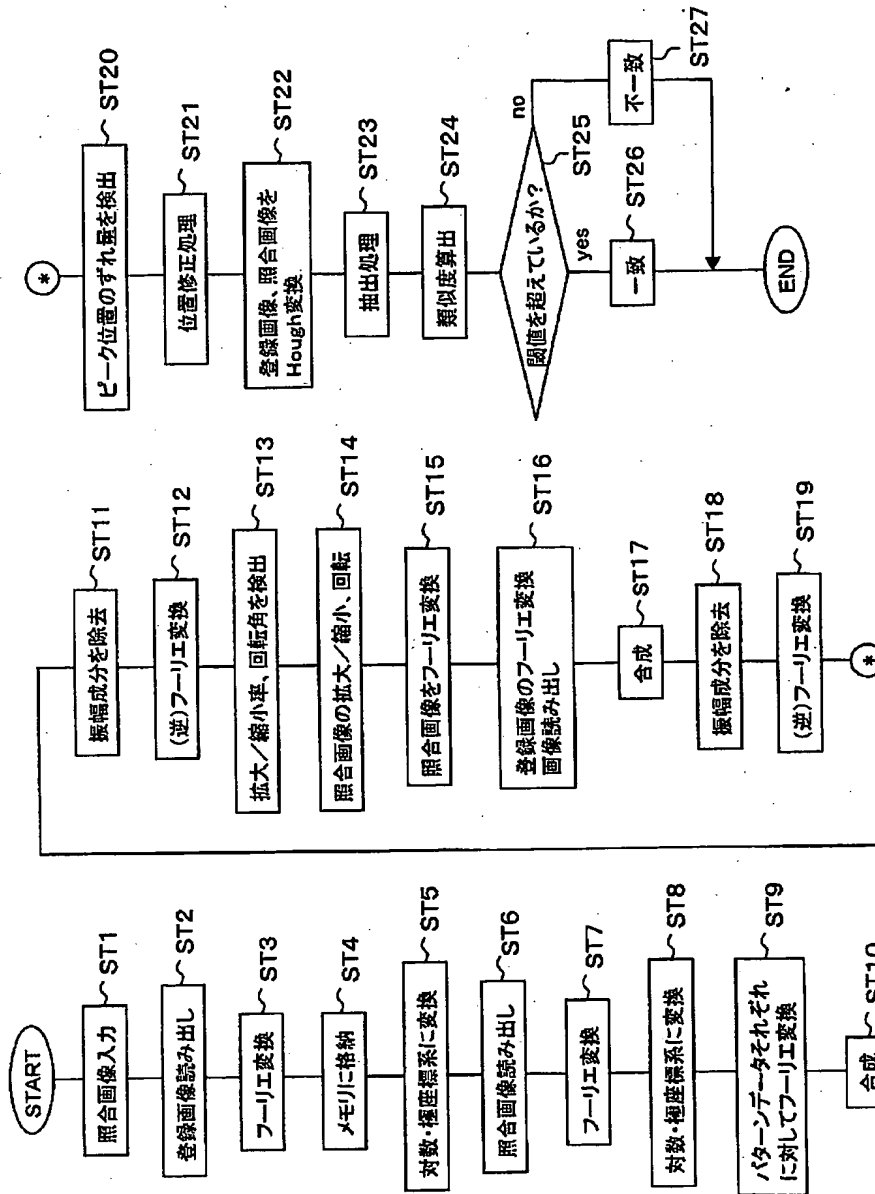 START
照合画像入力
ST1
登録画像読み出し
ST2
フーリエ変換
ST3
メモリに格納
ST4
対数・極座標系に変換
ST5
照合画像読み出し
ST6
フーリエ変換
ST7
対数・極座標系に変換
ST8
パターンデータそれぞれ
に対してフーリエ変換
ST9
合成
ST10
振幅成分を除去
ST11
(逆)フーリエ変換
ST12
拡大/縮小率、回転角を検出
ST13
照合画像の拡大/縮小、回転
ST14
照合画像をフーリエ変換
ST15
登録画像のフーリエ変換
画像読み出し
ST16
合成
ST17
振幅成分を除去
ST18
(逆)フーリエ変換
ST19
*
*
ピーク位置のずれ量を検出
ST20
位置修正処理
ST21
登録画像、照合画像を
Hough変換
ST22
抽出処理
ST23
類似度算出
ST24
閾値を超えているか?
ST25
yes
no
一致
ST26
不一致
ST27
END